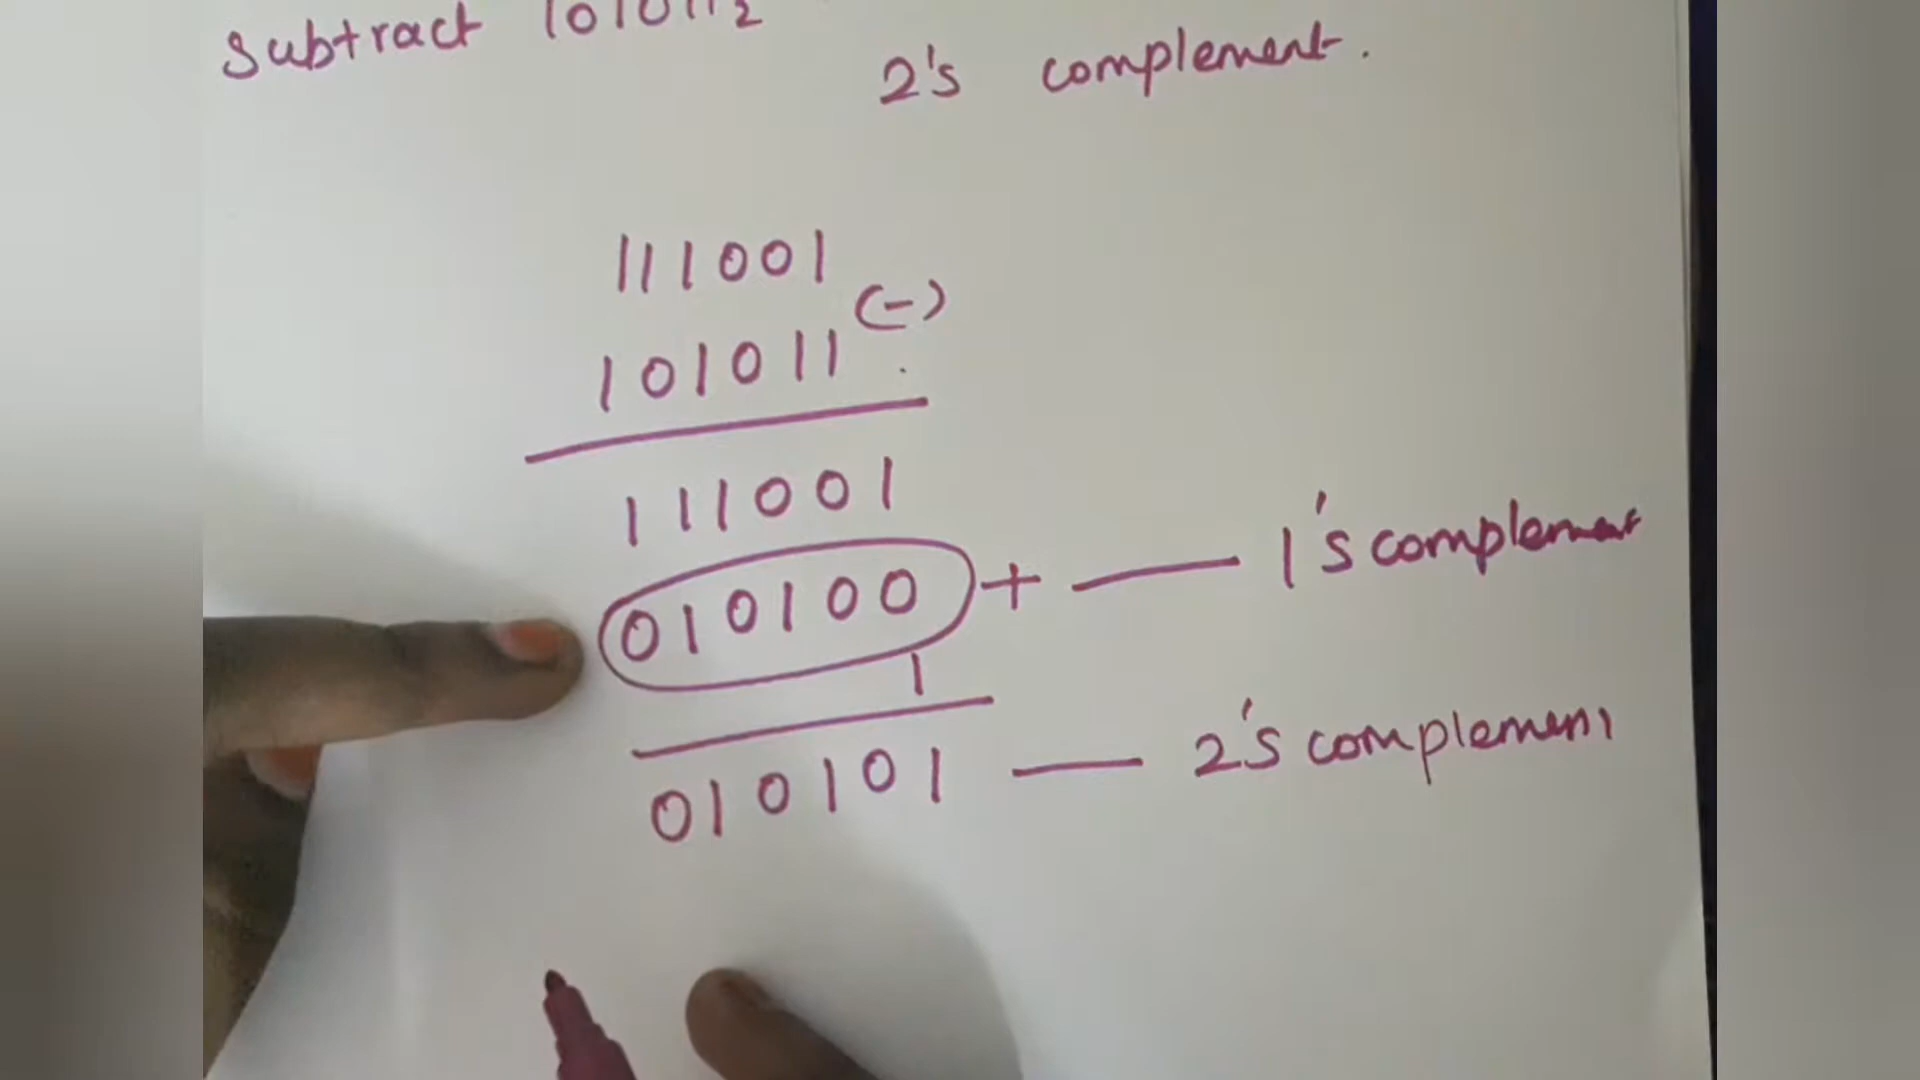 subtract 101011₂
2's complement.
111001
(-)
101011
111001
010100 + — 1's complement
1
010101 — 2's complement